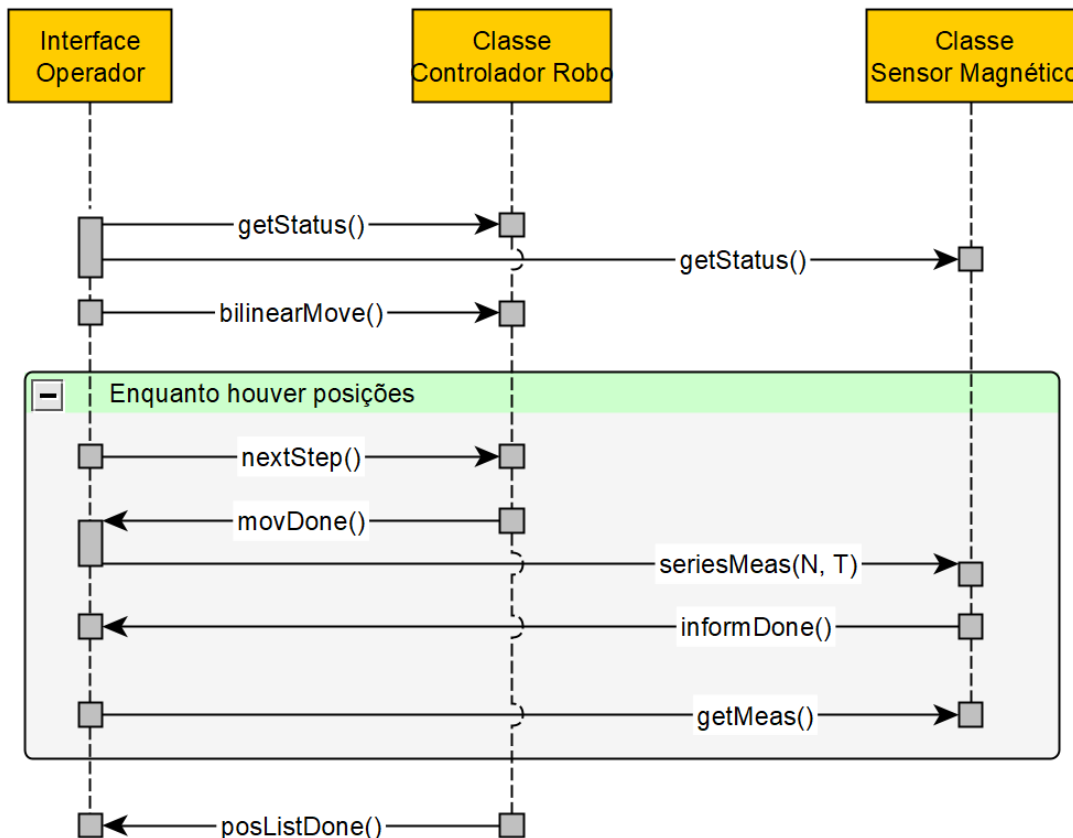 Interface
Operador
Classe
Controlador Robo
Classe
Sensor Magnético
getStatus()
getStatus()
bilinearMove()
Enquanto houver posições
nextStep()
movDone()
seriesMeas(N, T)
informDone()
getMeas()
posListDone()